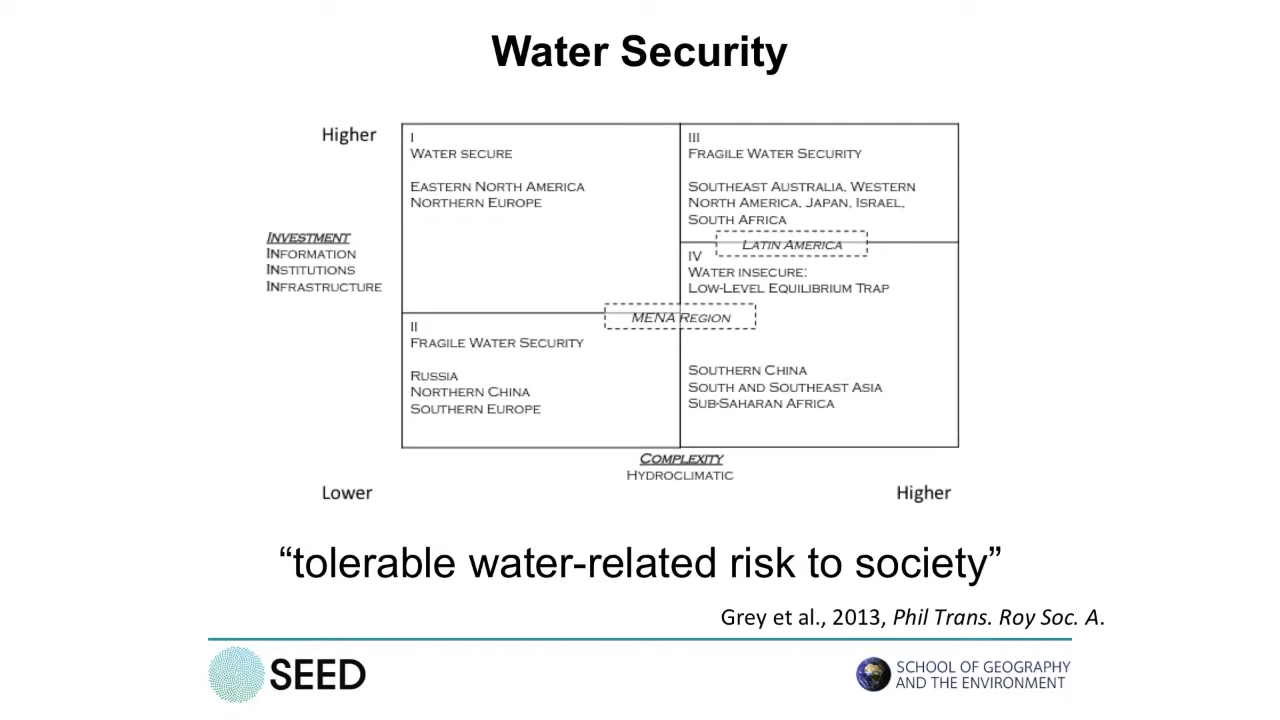 Water Security
Higher
I
WATER SECURE
EASTERN NORTH AMERICA
NORTHERN EUROPE
III
FRAGILE WATER SECURITY
SOUTHEAST AUSTRALIA, WESTERN
NORTH AMERICA, JAPAN, ISRAEL,
SOUTH AFRICA
LATIN AMERICA
INVESTMENT
INFORMATION
INSTITUTIONS
INFRASTRUCTURE
IV
WATER INSECURE:
LOW-LEVEL EQUILIBRIUM TRAP
MENA REGION
II
FRAGILE WATER SECURITY
RUSSIA
NORTHERN CHINA
SOUTHERN EUROPE
SOUTHERN CHINA
SOUTH AND SOUTHEAST ASIA
SUB-SAHARAN AFRICA
COMPLEXITY
HYDROCLIMATIC
Lower
Higher
“tolerable water-related risk to society”
Grey et al., 2013, Phil Trans. Roy Soc. A.
SEED
SCHOOL OF GEOGRAPHY
AND THE ENVIRONMENT